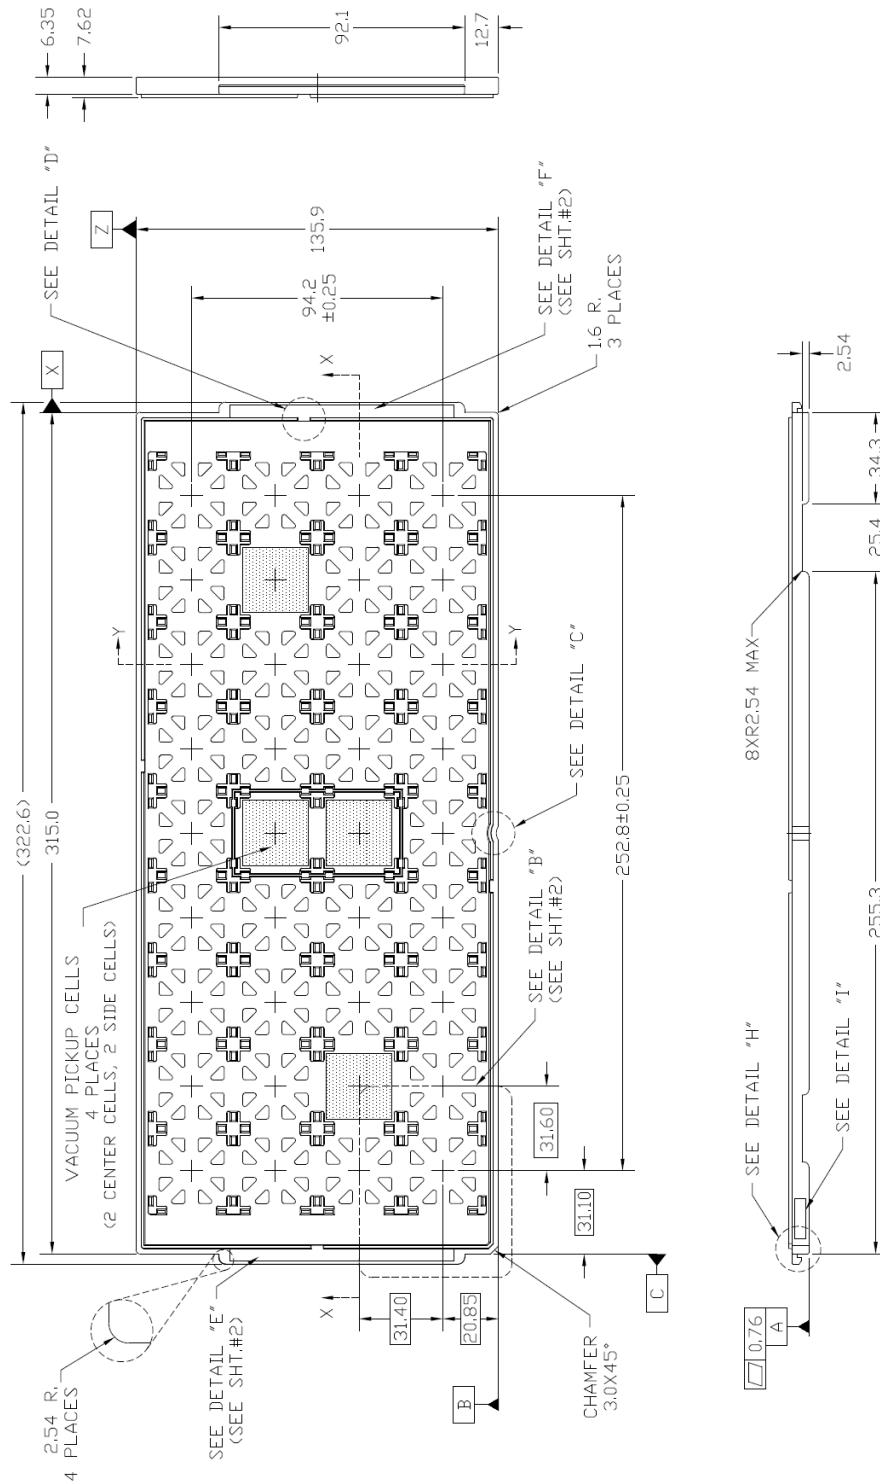 6.35
7.62
92.1
12.7
SEE DETAIL "D"
Z
135.9
94.2
±0.25
SEE DETAIL "F"
(SEE SHT.#2)
1.6 R.
3 PLACES
X
X
(322.6)
315.0
Y
Y
252.8±0.25
SEE DETAIL "C"
VACUUM PICKUP CELLS
4 PLACES
(2 CENTER CELLS, 2 SIDE CELLS)
SEE DETAIL "B"
(SEE SHT.#2)
31.60
31.10
C
2.54 R.
4 PLACES
SEE DETAIL "E"
(SEE SHT.#2)
X
31.40
20.85
B
CHAMFER
3.0X45°
2.54
34.3
25.4
8XR2.54 MAX
255.3
SEE DETAIL "H"
SEE DETAIL "I"
0.76
A